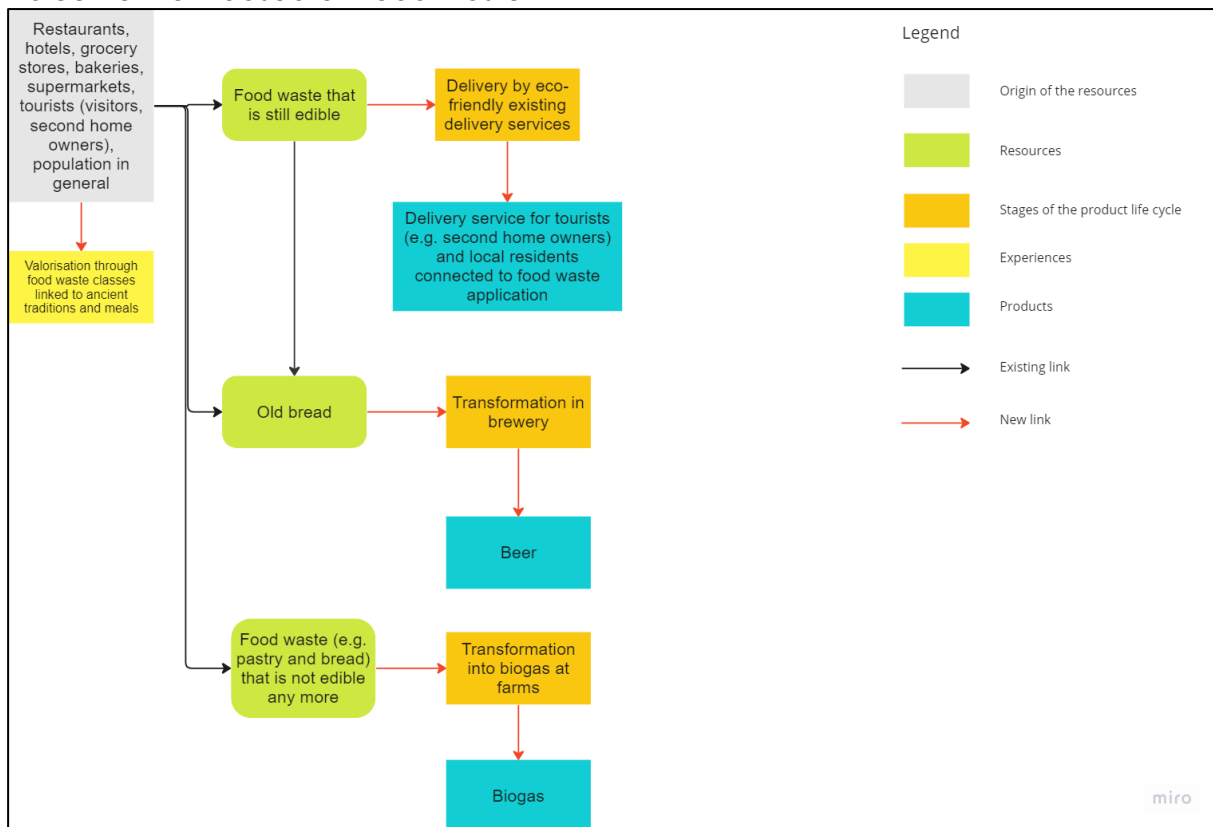 Restaurants,
hotels, grocery
stores, bakeries,
supermarkets,
tourists (visitors,
second home
owners),
population in
general
Valorisation through
food waste classes
linked to ancient
traditions and meals
Food waste that
is still edible
Delivery by eco-
friendly existing
delivery services
Delivery service for tourists
(e.g. second home owners)
and local residents
connected to food waste
application
Old bread
Transformation in
brewery
Beer
Food waste (e.g.
pastry and bread)
that is not edible
any more
Transformation
into biogas at
farms
Biogas
Legend
Origin of the resources
Resources
Stages of the product life cycle
Experiences
Products
Existing link
New link
miro